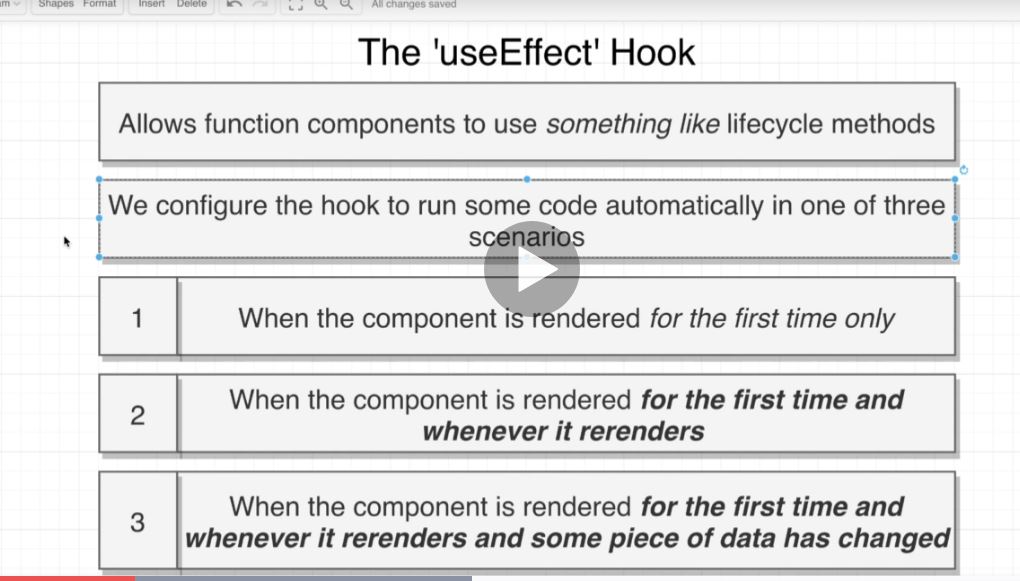 Shapes Format Insert Delete All changes saved
The 'useEffect' Hook
Allows function components to use something like lifecycle methods
We configure the hook to run some code automatically in one of three
scenarios
1 When the component is rendered for the first time only
2 When the component is rendered for the first time and
whenever it rerenders
3 When the component is rendered for the first time and
whenever it rerenders and some piece of data has changed